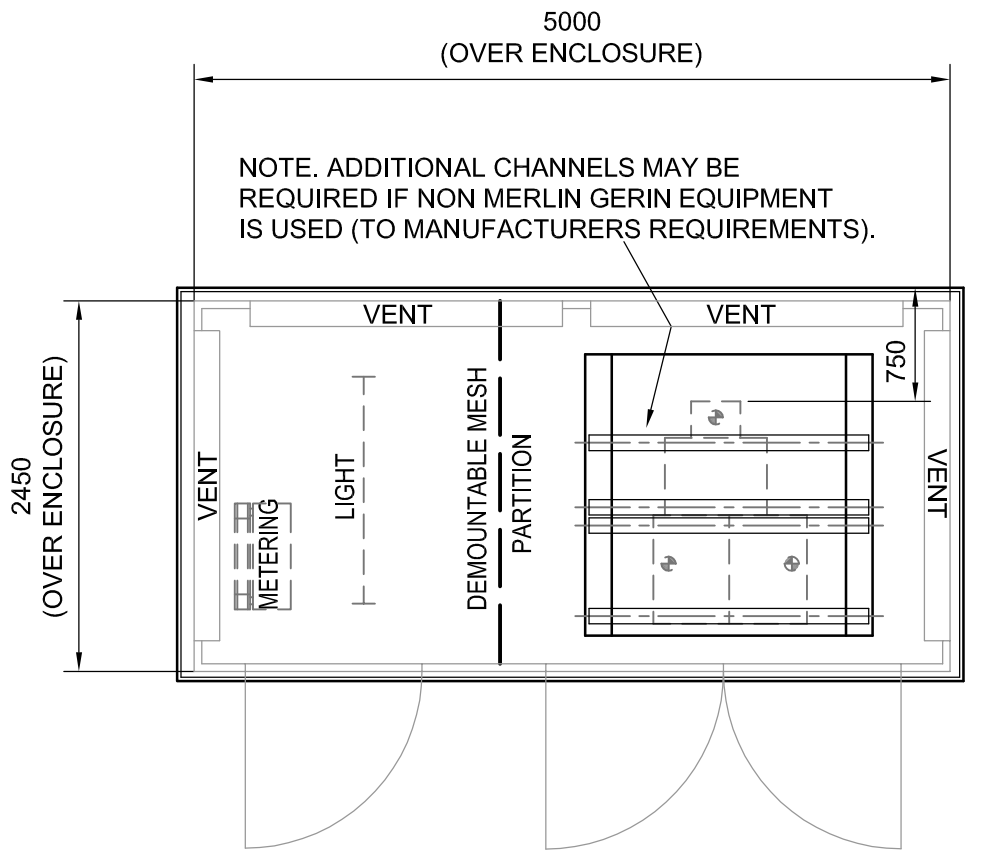 5000
(OVER ENCLOSURE)
NOTE. ADDITIONAL CHANNELS MAY BE
REQUIRED IF NON MERLIN GERIN EQUIPMENT
IS USED (TO MANUFACTURERS REQUIREMENTS).
VENT
VENT
750
2450
(OVER ENCLOSURE)
VENT
METERING
LIGHT
DEMOUNTABLE MESH
PARTITION
VENT